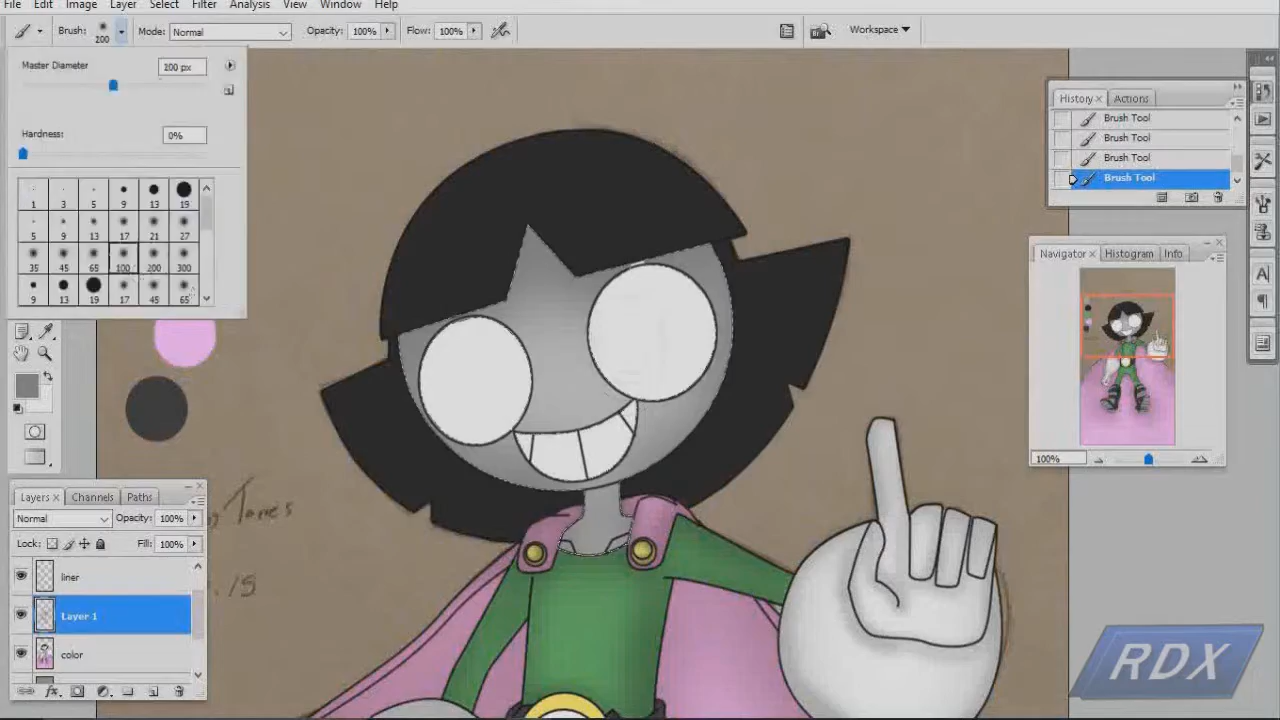 File Edit Image Layer Select Filter Analysis View Window Help
Brush: 200 Mode: Normal Opacity: 100% Flow: 100% Workspace
Master Diameter 200 px
Hardness: 0%
1 3 5 9 13 19
5 9 13 17 21 27
35 45 65 100 200 300
9 13 19 17 45 65
History Actions
Brush Tool
Brush Tool
Brush Tool
Brush Tool
Navigator Histogram Info
100%
Layers Channels Paths
Normal Opacity: 100%
Lock: Fill: 100%
liner
Layer 1
color
Tones
RDX